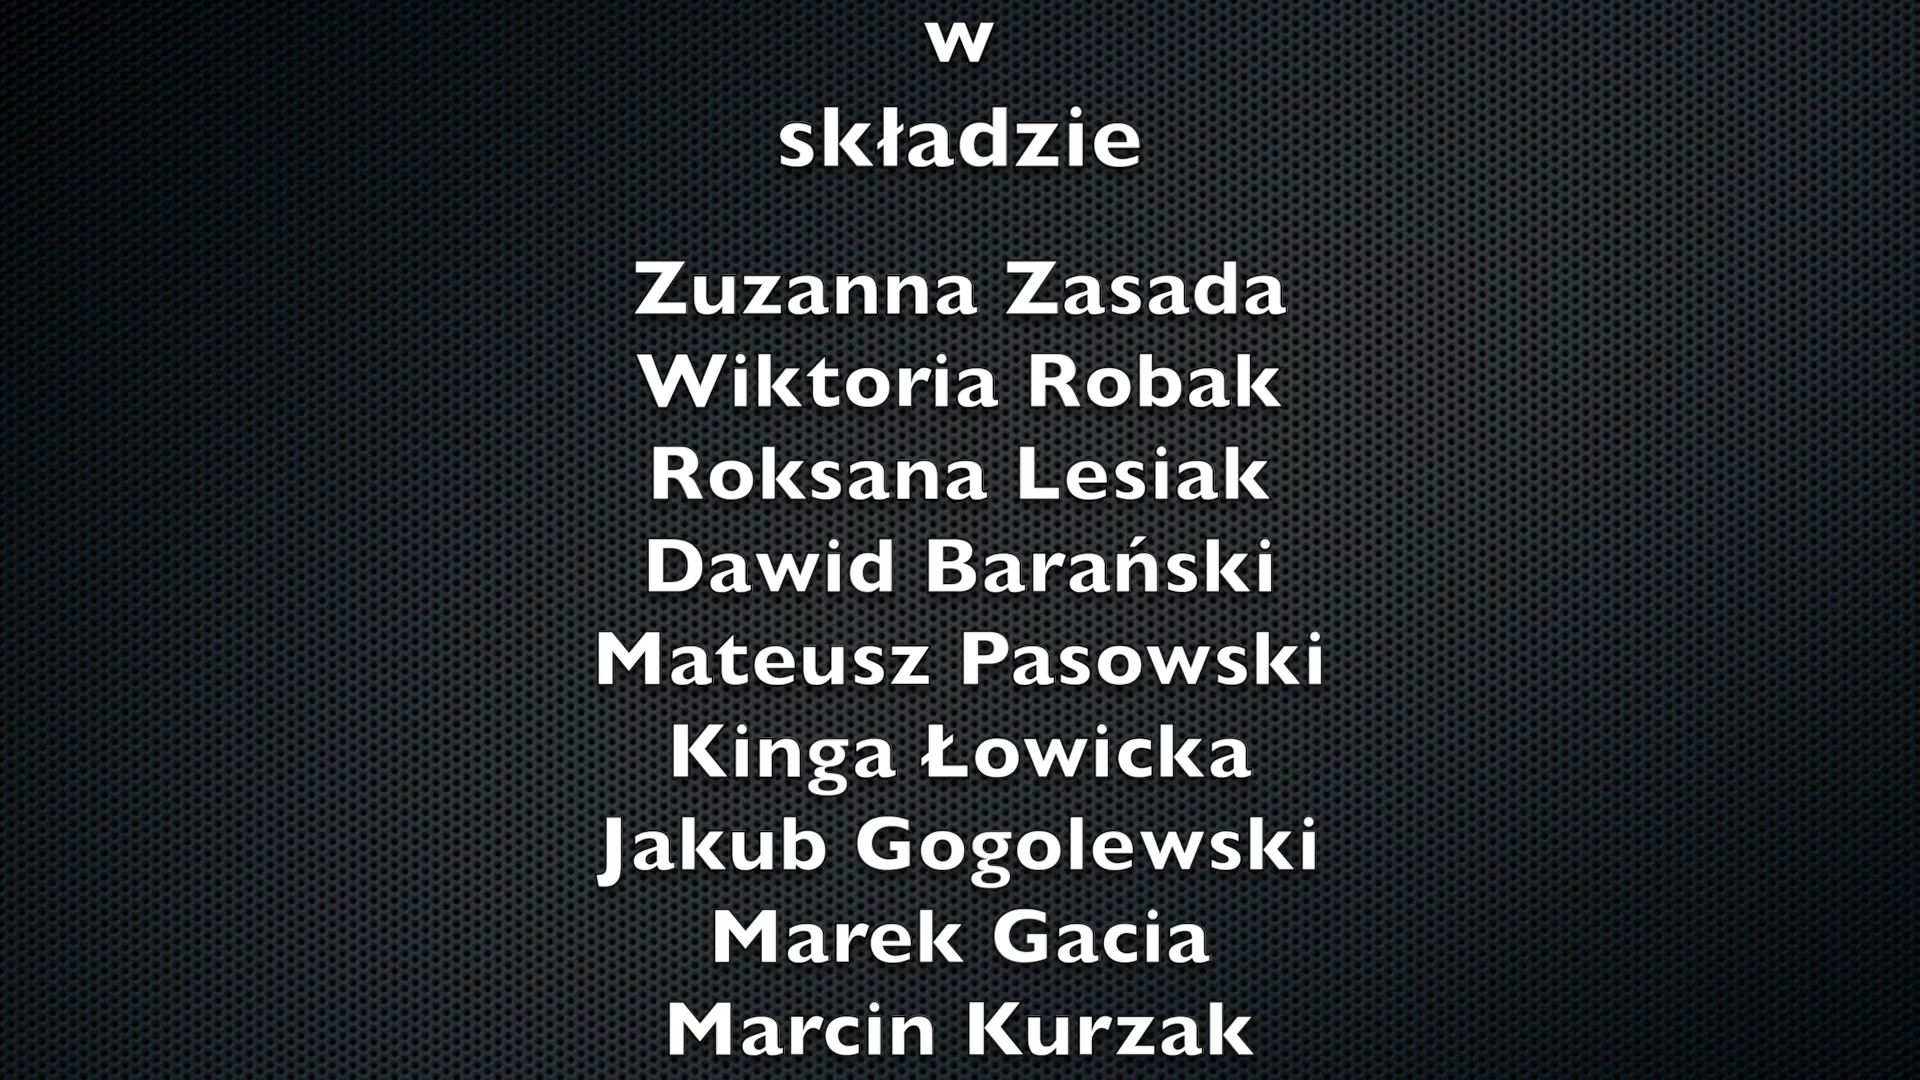 w
składzie
Zuzanna Zasada
Wiktoria Robak
Roksana Lesiak
Dawid Barański
Mateusz Pasowski
Kinga Łowicka
Jakub Gogolewski
Marek Gacia
Marcin Kurzak